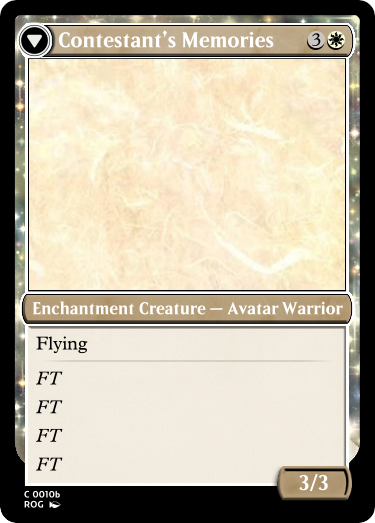 Contestant's Memories 3
Enchantment Creature — Avatar Warrior
Flying
FT
FT
FT
FT
3/3
C 0010b
ROG